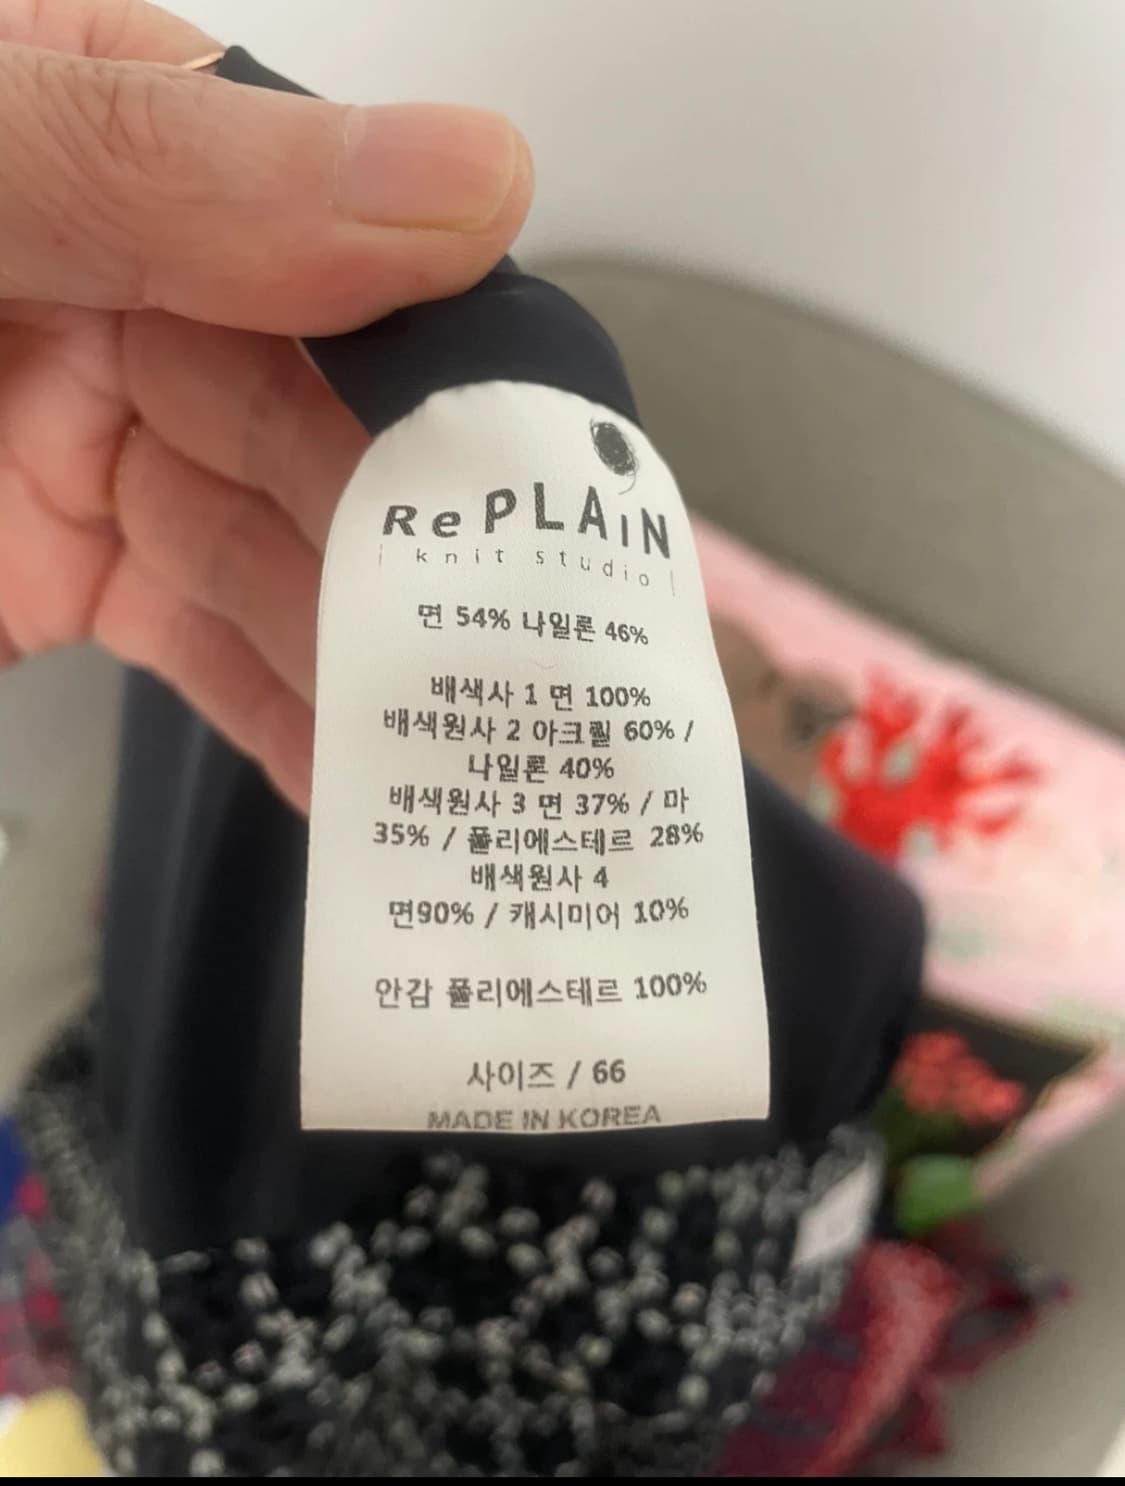 RePLAiN
| knit studio |
면 54% 나일론 46%
배색사 1 면 100%
배색원사 2 아크릴 60% /
나일론 40%
배색원사 3 면 37% / 마
35% / 폴리에스테르 28%
배색원사 4
면90% / 캐시미어 10%
안감 폴리에스테르 100%
사이즈 / 66
MADE IN KOREA